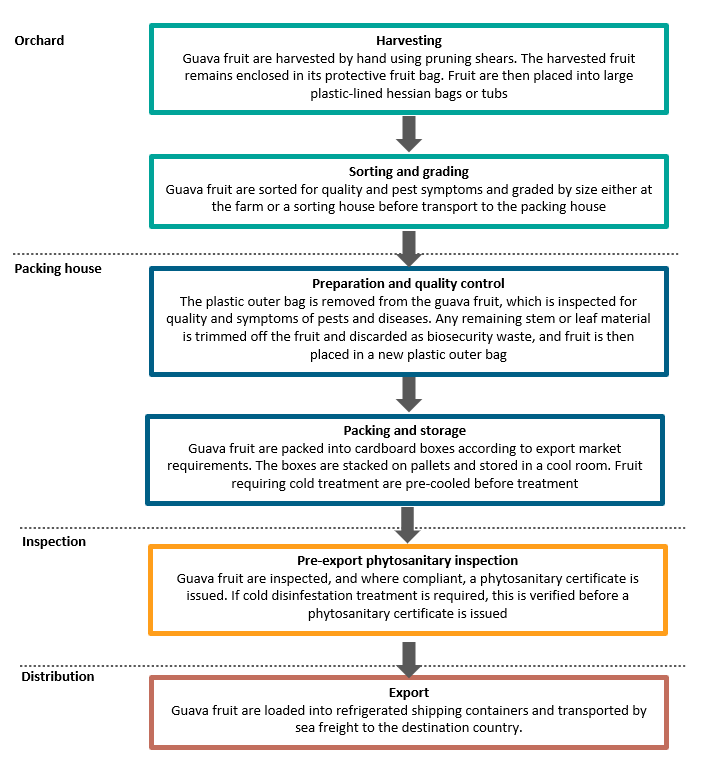 Orchard
Harvesting
Guava fruit are harvested by hand using pruning shears. The harvested fruit
remains enclosed in its protective fruit bag. Fruit are then placed into large
plastic-lined hessian bags or tubs
Sorting and grading
Guava fruit are sorted for quality and pest symptoms and graded by size either at
the farm or a sorting house before transport to the packing house
Packing house
Preparation and quality control
The plastic outer bag is removed from the guava fruit, which is inspected for
quality and symptoms of pests and diseases. Any remaining stem or leaf material
is trimmed off the fruit and discarded as biosecurity waste, and fruit is then
placed in a new plastic outer bag
Packing and storage
Guava fruit are packed into cardboard boxes according to export market
requirements. The boxes are stacked on pallets and stored in a cool room. Fruit
requiring cold treatment are pre-cooled before treatment
Inspection
Pre-export phytosanitary inspection
Guava fruit are inspected, and where compliant, a phytosanitary certificate is
issued. If cold disinfestation treatment is required, this is verified before a
phytosanitary certificate is issued
Distribution
Export
Guava fruit are loaded into refrigerated shipping containers and transported by
sea freight to the destination country.